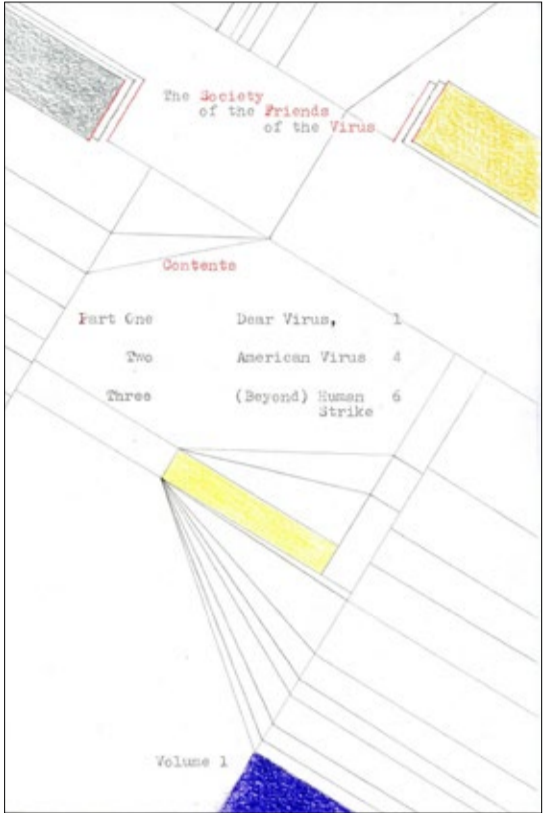 The Society
of the Friends
of the Virus
Contents
Part One Dear Virus, 1
Two American Virus 4
Three (Beyond) Human 6
Strike
Volume 1